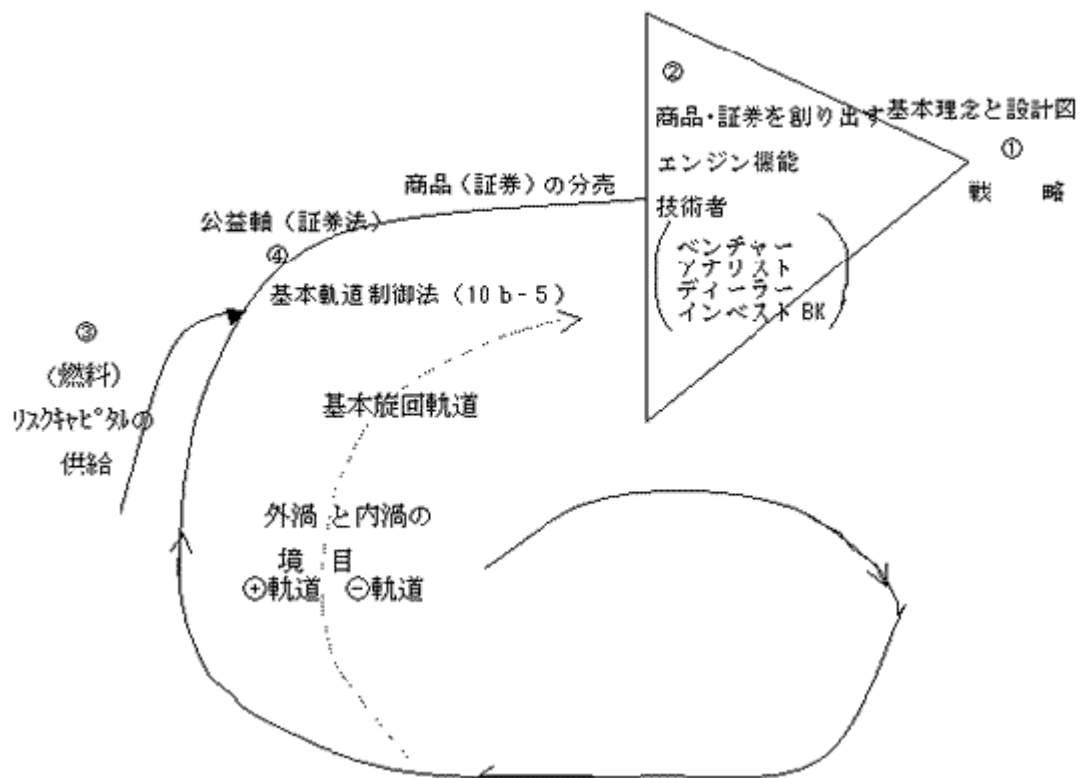 ②
商品・証券を創り出す
基本理念と設計図
①
戦 略
エンジン機能
技術者
ベンチャー
アナリスト
ディーラー
インベストBK
商品（証券）の分売
公益軸（証券法）
④
基本軌道制御法（10b-5）
③
（燃料）
リスクキャピタルの
供給
基本旋回軌道
外渦と内渦の
境目
⊕軌道 ⊖軌道